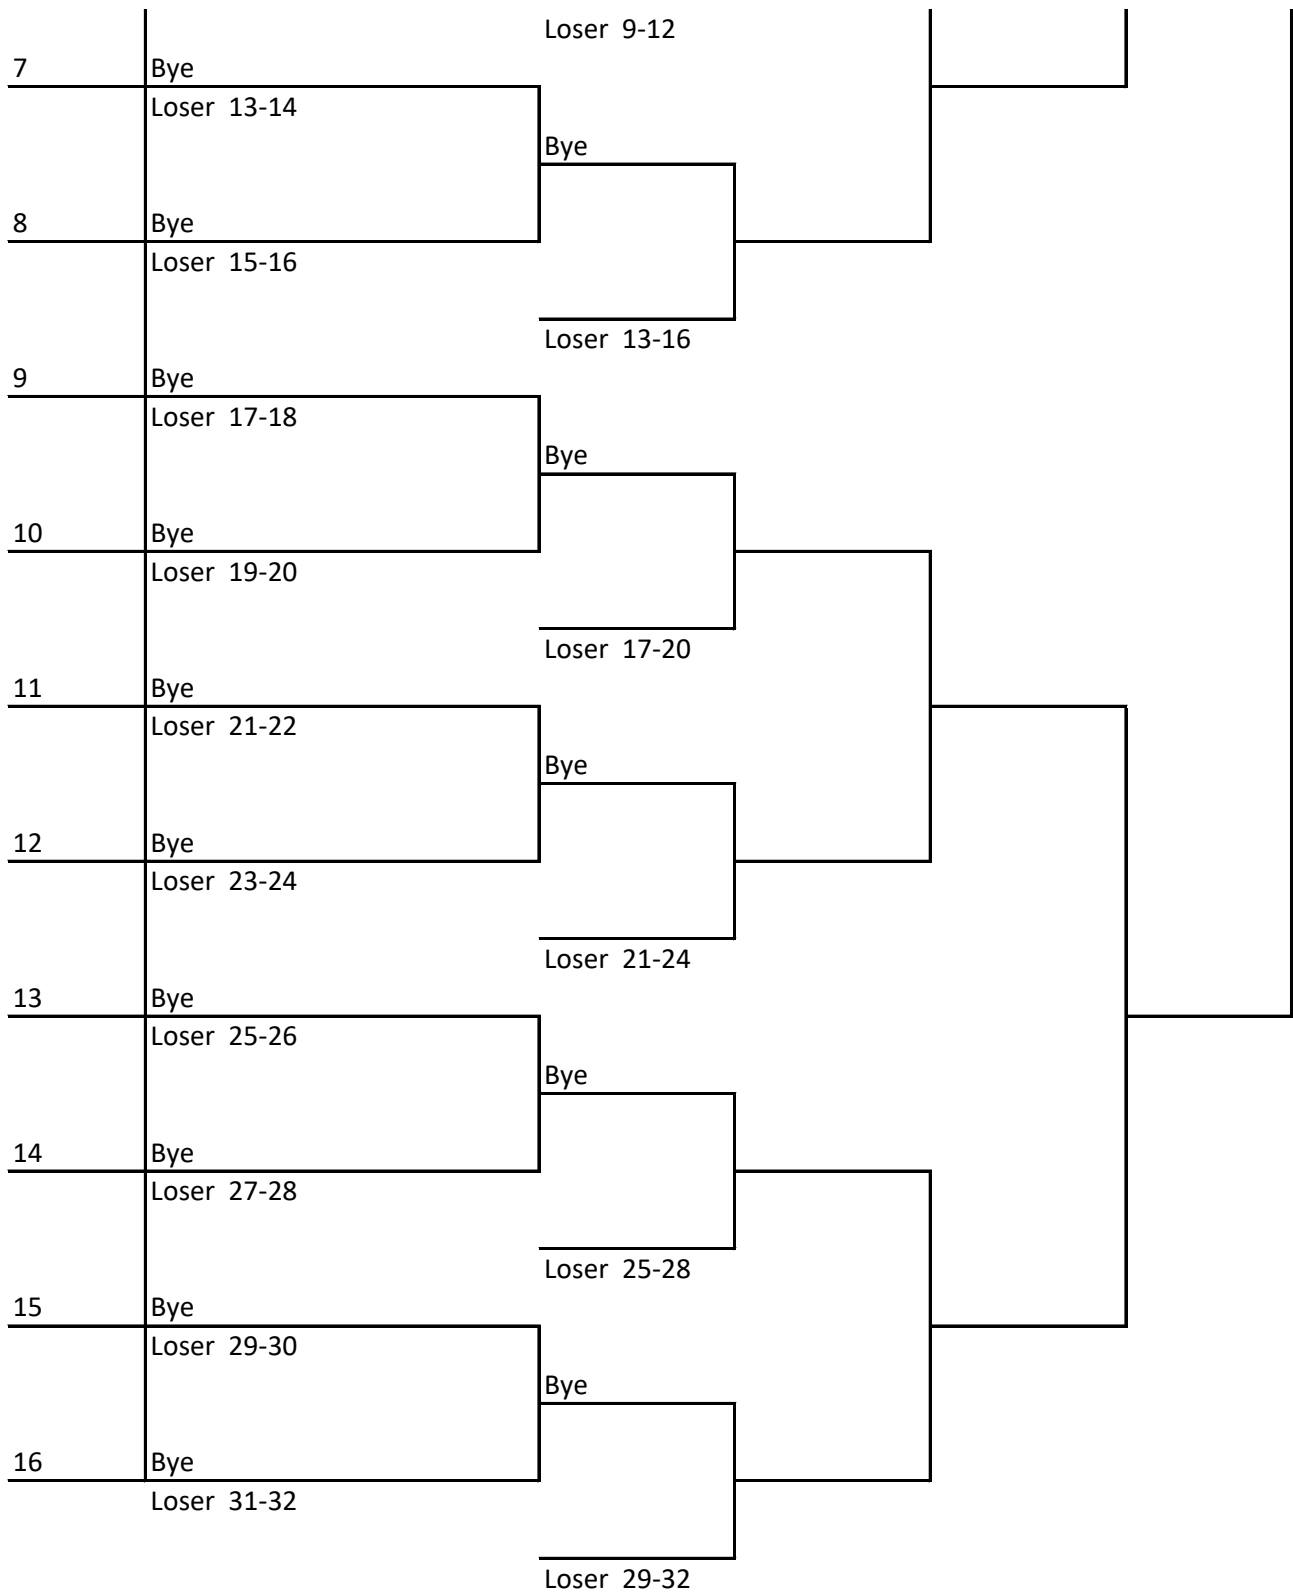 Loser 9-12
7 Bye
Loser 13-14
Bye
8 Bye
Loser 15-16
Loser 13-16
9 Bye
Loser 17-18
Bye
10 Bye
Loser 19-20
Loser 17-20
11 Bye
Loser 21-22
Bye
12 Bye
Loser 23-24
Loser 21-24
13 Bye
Loser 25-26
Bye
14 Bye
Loser 27-28
Loser 25-28
15 Bye
Loser 29-30
Bye
16 Bye
Loser 31-32
Loser 29-32